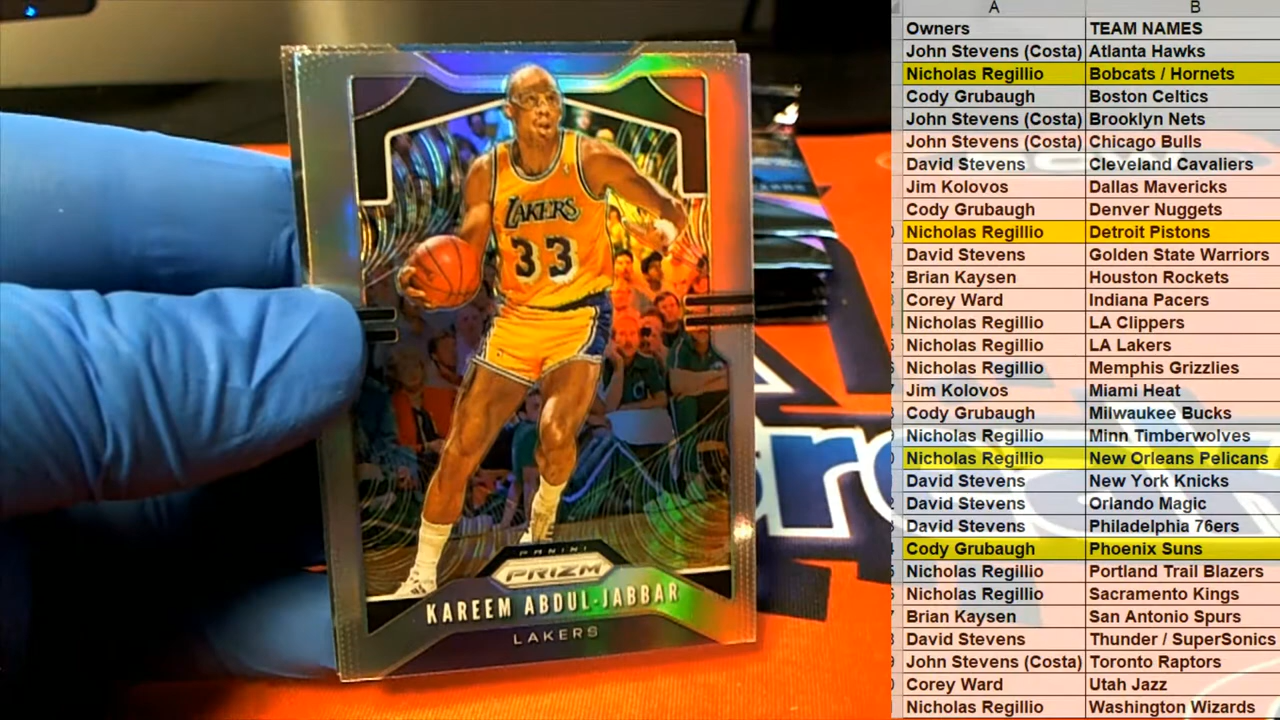 LAKERS
33
PANINI
PRIZM
KAREEM ABDUL-JABBAR
LAKERS
A B
Owners TEAM NAMES
John Stevens (Costa) Atlanta Hawks
Nicholas Regillio Bobcats / Hornets
Cody Grubaugh Boston Celtics
John Stevens (Costa) Brooklyn Nets
John Stevens (Costa) Chicago Bulls
David Stevens Cleveland Cavaliers
Jim Kolovos Dallas Mavericks
Cody Grubaugh Denver Nuggets
Nicholas Regillio Detroit Pistons
David Stevens Golden State Warriors
Brian Kaysen Houston Rockets
Corey Ward Indiana Pacers
Nicholas Regillio LA Clippers
Nicholas Regillio LA Lakers
Nicholas Regillio Memphis Grizzlies
Jim Kolovos Miami Heat
Cody Grubaugh Milwaukee Bucks
Nicholas Regillio Minn Timberwolves
Nicholas Regillio New Orleans Pelicans
David Stevens New York Knicks
David Stevens Orlando Magic
David Stevens Philadelphia 76ers
Cody Grubaugh Phoenix Suns
Nicholas Regillio Portland Trail Blazers
Nicholas Regillio Sacramento Kings
Brian Kaysen San Antonio Spurs
David Stevens Thunder / SuperSonics
John Stevens (Costa) Toronto Raptors
Corey Ward Utah Jazz
Nicholas Regillio Washington Wizards